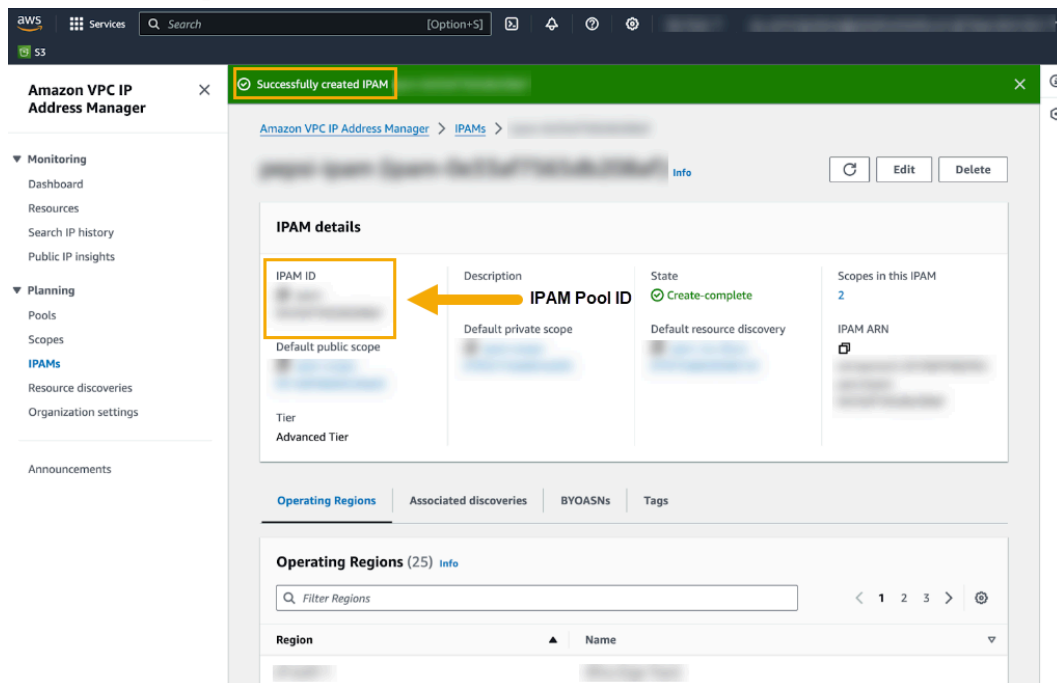 aws Services Search [Option+S]
S3
Amazon VPC IP Address Manager
Monitoring
Dashboard
Resources
Search IP history
Public IP insights
Planning
Pools
Scopes
IPAMs
Resource discoveries
Organization settings
Announcements
Successfully created IPAM
Amazon VPC IP Address Manager > IPAMs >
Info
Edit Delete
IPAM details
IPAM ID
Default public scope
Tier
Advanced Tier
Description
IPAM Pool ID
Default private scope
State
Create-complete
Default resource discovery
Scopes in this IPAM
2
IPAM ARN
Operating Regions Associated discoveries BYOASNs Tags
Operating Regions (25) Info
Filter Regions
1 2 3
Region Name